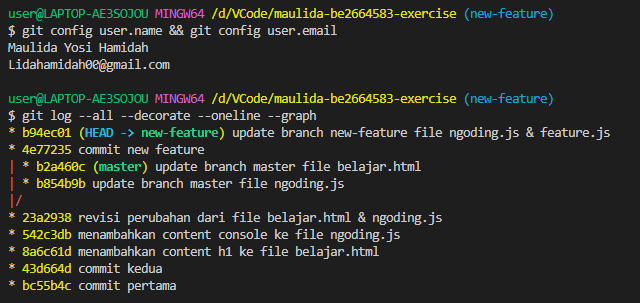 user@LAPTOP-AE3SOJOU MINGW64 /d/VCode/maulida-be2664583-exercise (new-feature)
$ git config user.name && git config user.email
Maulida Yosi Hamidah
Lidahamidah00@gmail.com
user@LAPTOP-AE3SOJOU MINGW64 /d/VCode/maulida-be2664583-exercise (new-feature)
$ git log --all --decorate --oneline --graph
* b94ec01 (HEAD -> new-feature) update branch new-feature file ngoding.js & feature.js
* 4e77235 commit new feature
| * b2a460c (master) update branch master file belajar.html
| * b854b9b update branch master file ngoding.js
|/
* 23a2938 revisi perubahan dari file belajar.html & ngoding.js
* 542c3db menambahkan content console ke file ngoding.js
* 8a6c61d menambahkan content h1 ke file belajar.html
* 43d664d commit kedua
* bc55b4c commit pertama